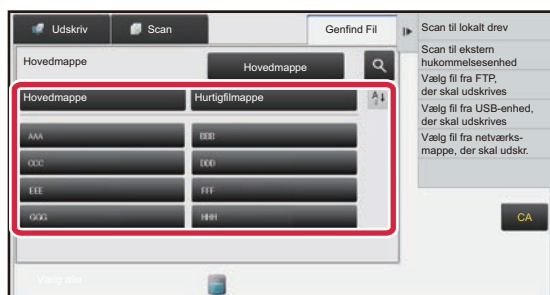 Udskriv
Scan
Genfind Fil
Hovedmappe
Hovedmappe
Hovedmappe
Hurtigfilmappe
AAA
BBB
CCC
DDD
EEE
FFF
GGG
HHH
Vælg alle
Scan til lokalt drev
Scan til ekstern
hukommelsesenhed
Vælg fil fra FTP,
der skal udskrives
Vælg fil fra USB-enhed,
der skal udskrives
Vælg fil fra netværks-
mappe, der skal udskr.
CA